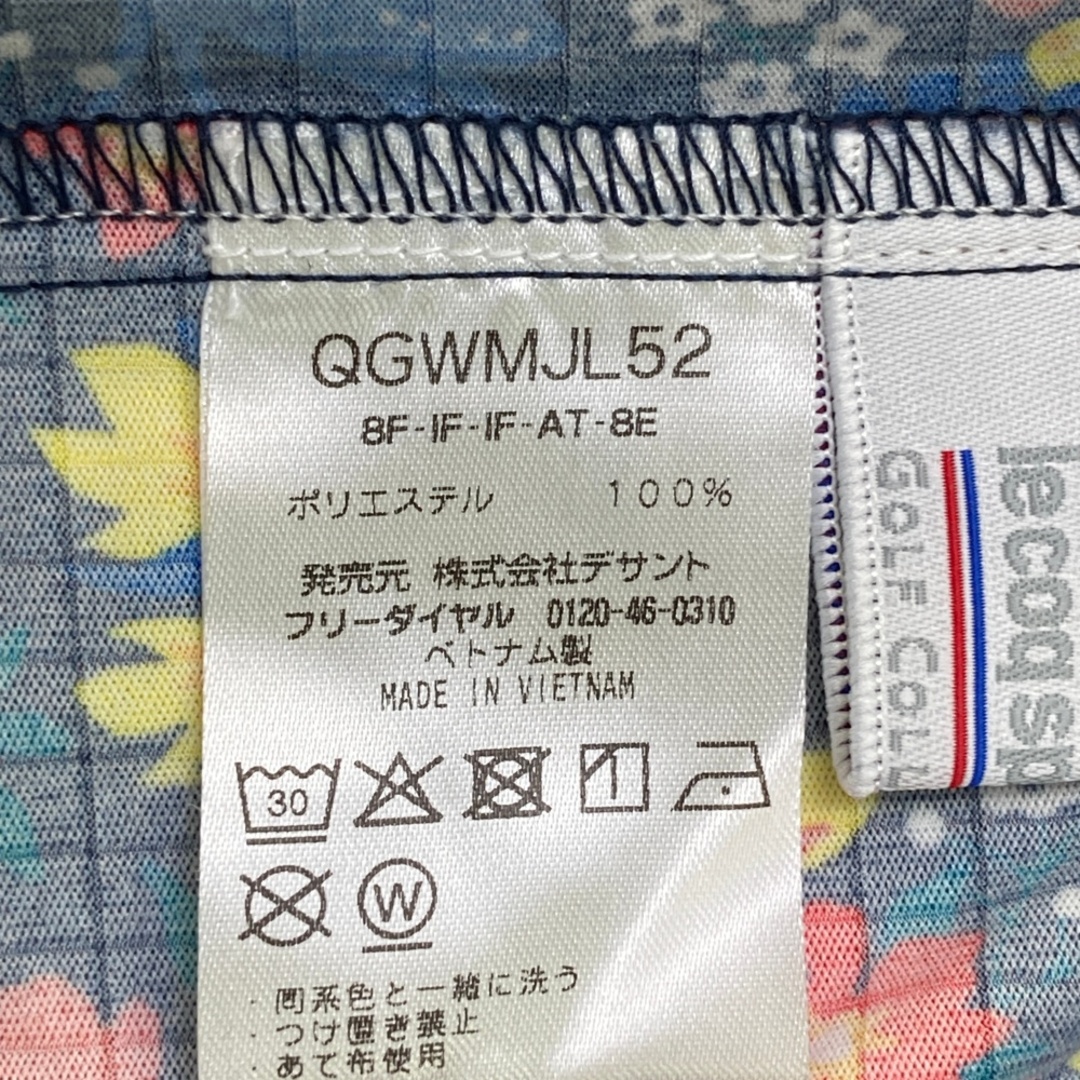 QGWMJL52
8F-IF-IF-AT-8E
ポリエステル 100%
発売元 株式会社デサント
フリーダイヤル 0120-46-0310
ベトナム製
MADE IN VIETNAM
30
W
・同系色と一緒に洗う
・つけ置き禁止
・あて布使用
le coq sp
GOLF COL